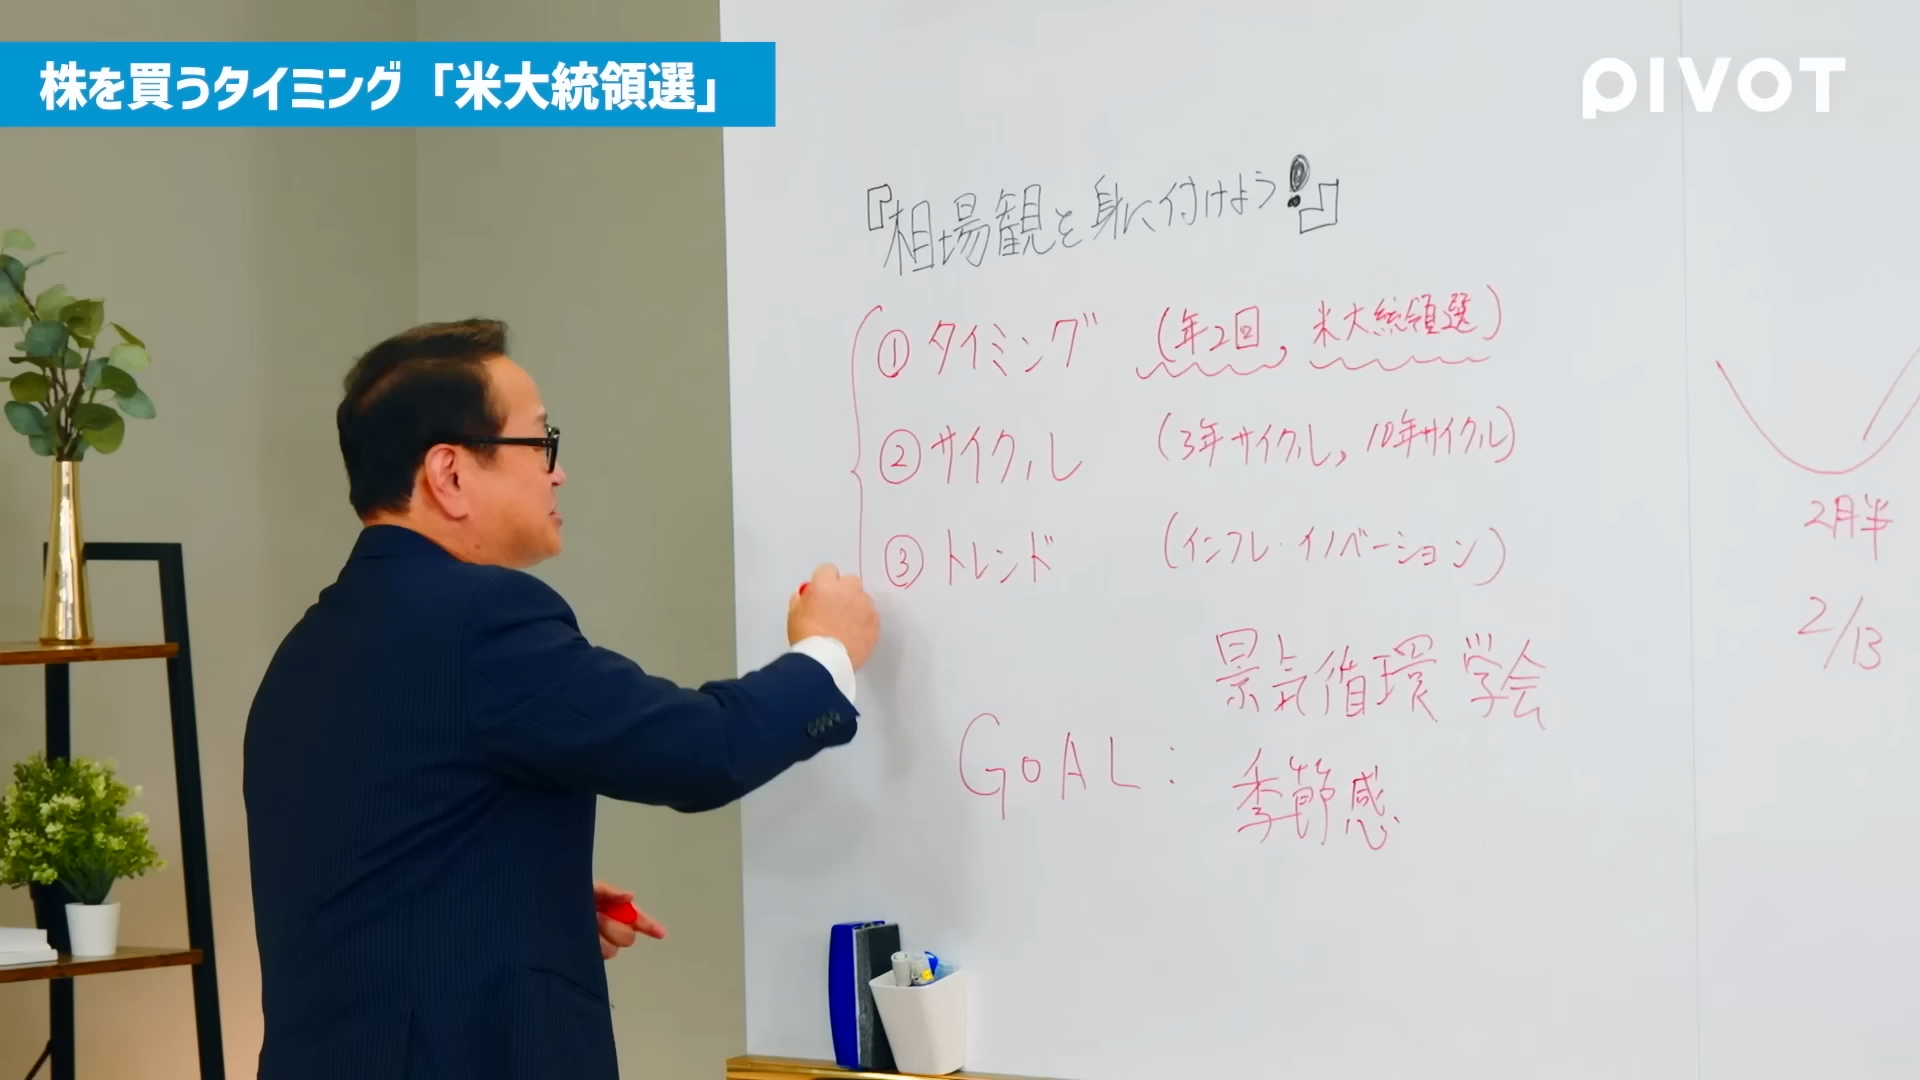 株を買うタイミング「米大統領選」
PIVOT
『相場観を身に付けよう!』
① タイミング (年2回, 米大統領選)
② サイクル (3年サイクル, 10年サイクル)
③ トレンド (インフレ・イノベーション)
景気循環学会
GOAL: 季節感
2月半
2/13